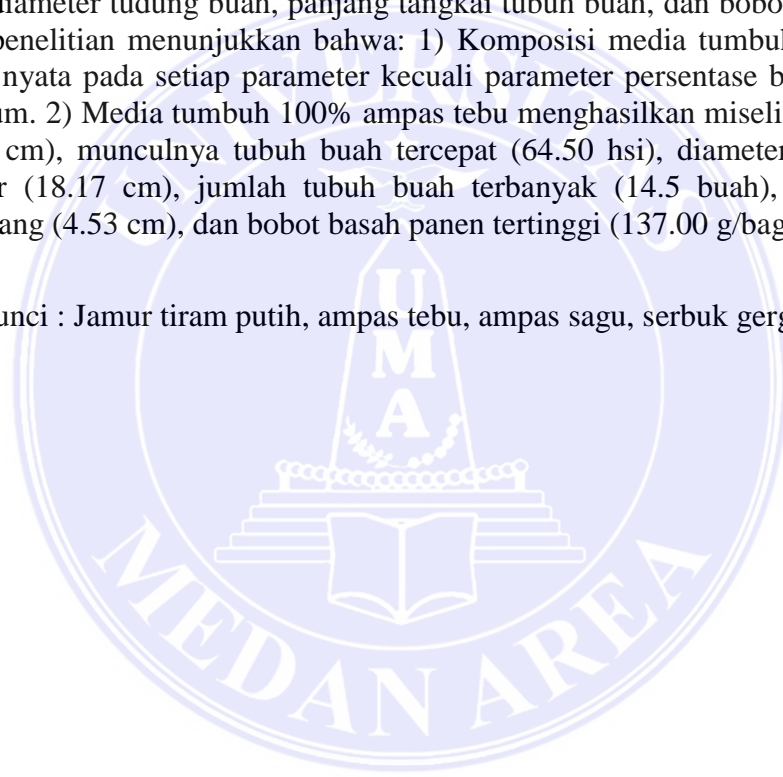 diameter tudung buah, panjang tangkai tubuh buah, dan bobot
penelitian menunjukkan bahwa: 1) Komposisi media tumbuh
nyata pada setiap parameter kecuali parameter persentase b
um. 2) Media tumbuh 100% ampas tebu menghasilkan miseli
cm), munculnya tubuh buah tercepat (64.50 hsi), diameter
r (18.17 cm), jumlah tubuh buah terbanyak (14.5 buah),
ang (4.53 cm), dan bobot basah panen tertinggi (137.00 g/bag
unci : Jamur tiram putih, ampas tebu, ampas sagu, serbuk gerg
UNIVERSITAS
UMA
MEDAN AREA